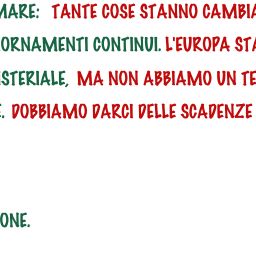 MARE: TANTE COSE STANNO CAMBIA
ORNAMENTI CONTINUI. L'EUROPA STA
STERIALE, MA NON ABBIAMO UN TE
. DOBBIAMO DARCI DELLE SCADENZE
ONE.